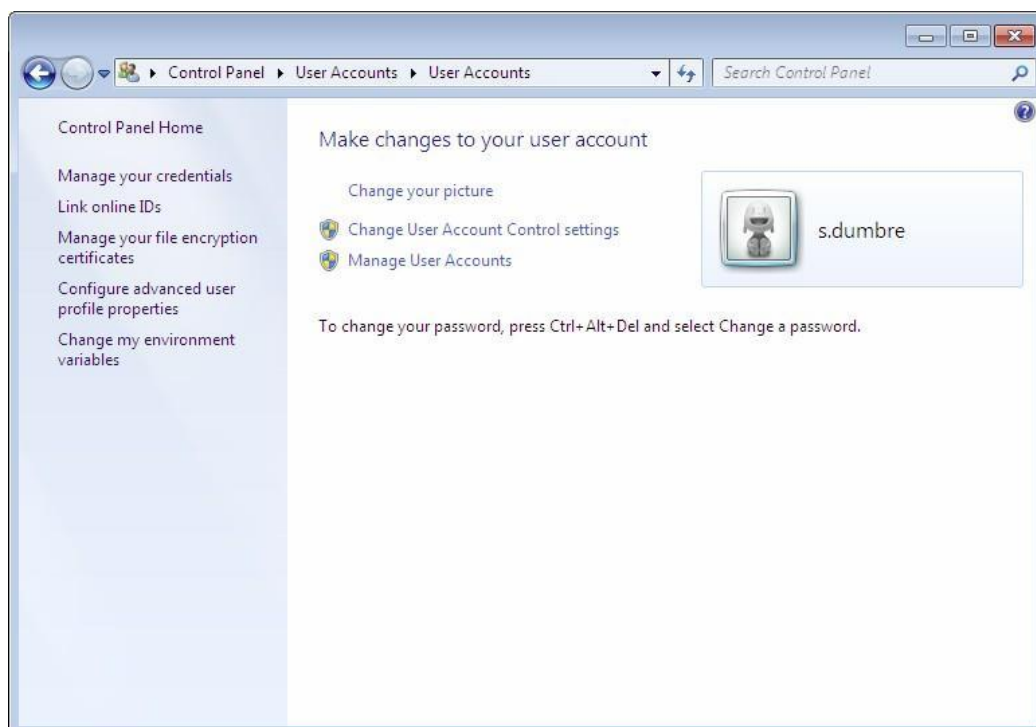 Control Panel User Accounts User Accounts
Search Control Panel
Control Panel Home
Manage your credentials
Link online IDs
Manage your file encryption
certificates
Configure advanced user
profile properties
Change my environment
variables
Make changes to your user account
Change your picture
Change User Account Control settings
Manage User Accounts
s.dumbre
To change your password, press Ctrl+Alt+Del and select Change a password.